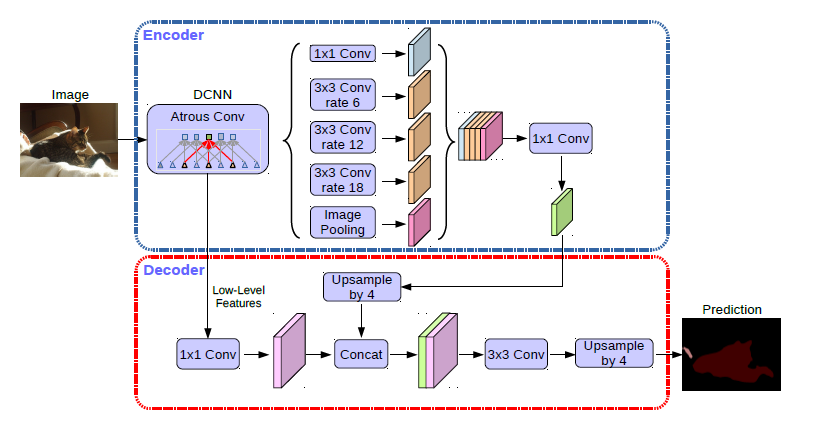 Encoder
Image
DCNN
Atrous Conv
1x1 Conv
3x3 Conv
rate 6
3x3 Conv
rate 12
3x3 Conv
rate 18
Image
Pooling
1x1 Conv
Decoder
Low-Level
Features
Upsample
by 4
1x1 Conv
Concat
3x3 Conv
Upsample
by 4
Prediction